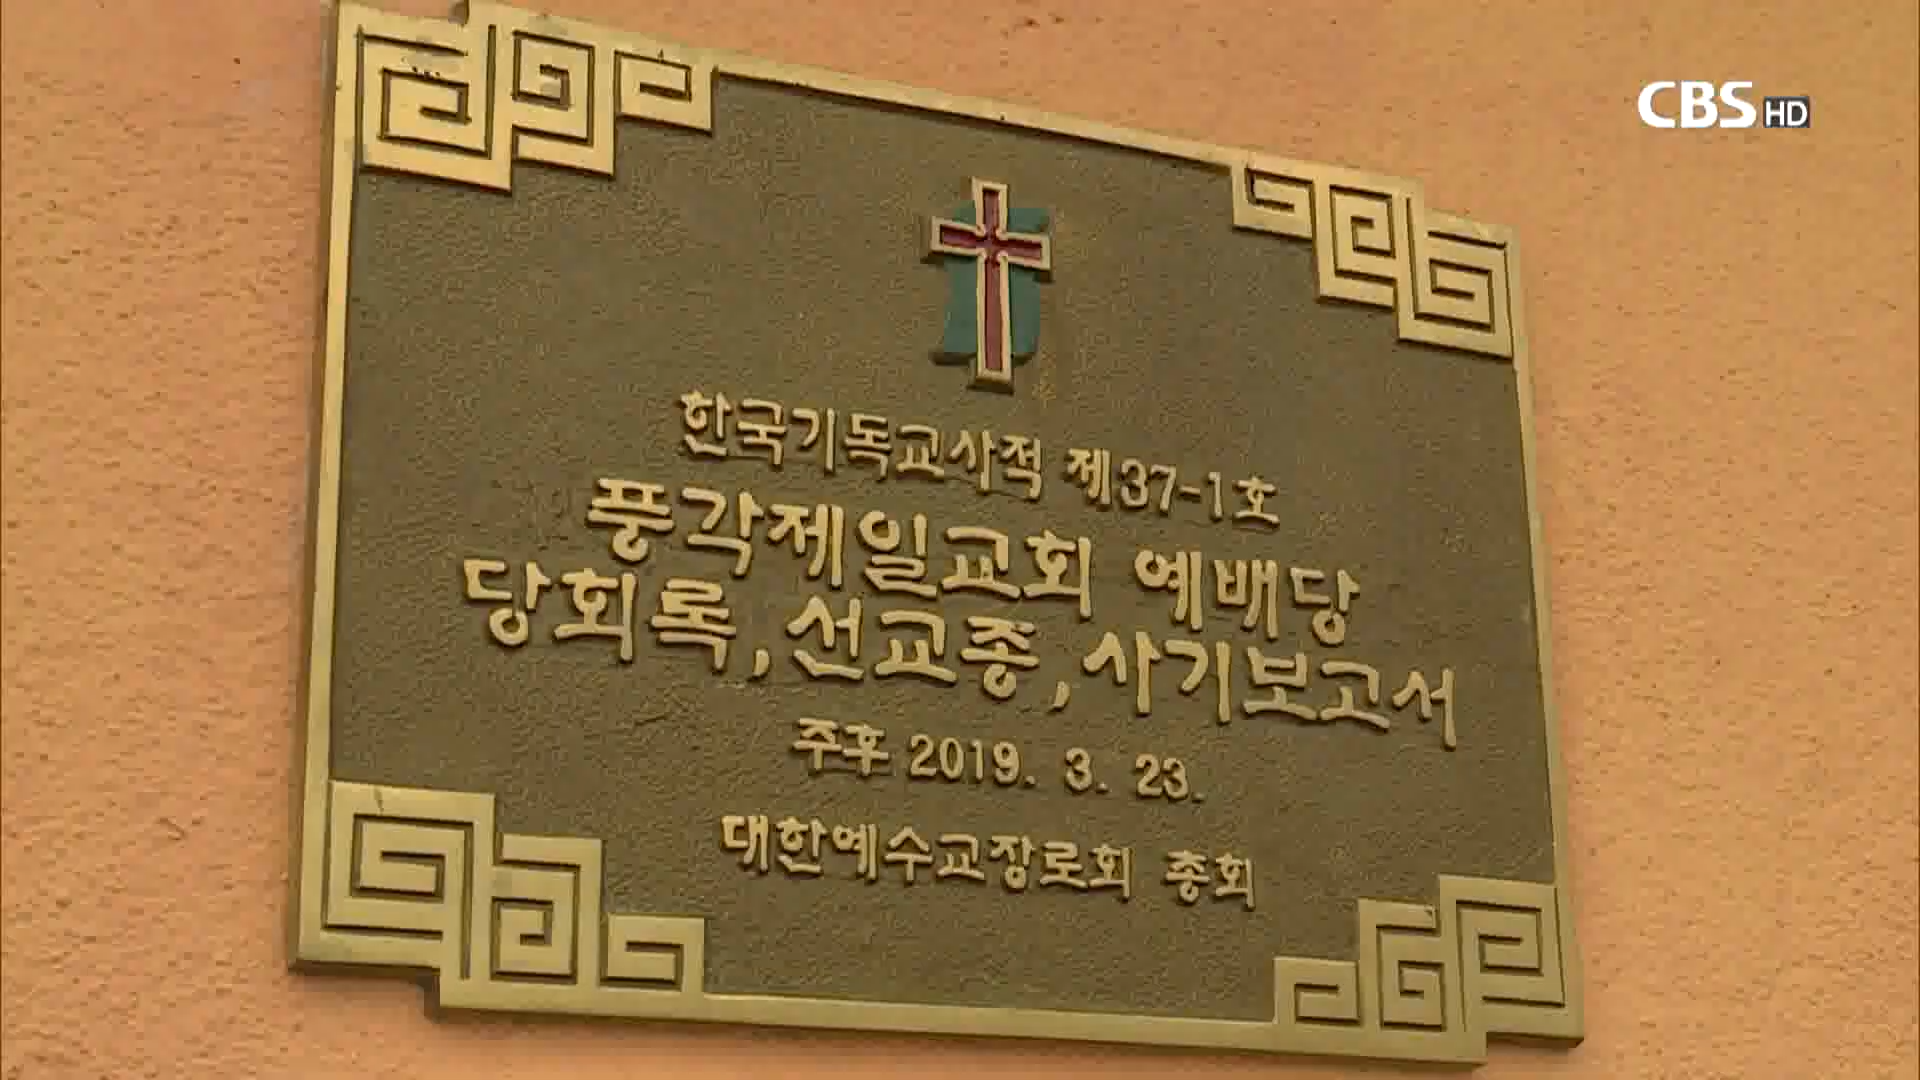 CBS HD
한국기독교사적 제37-1호
풍각제일교회 예배당
당회록, 선교종, 사기보고서
주후 2019. 3. 23.
대한예수교장로회 총회